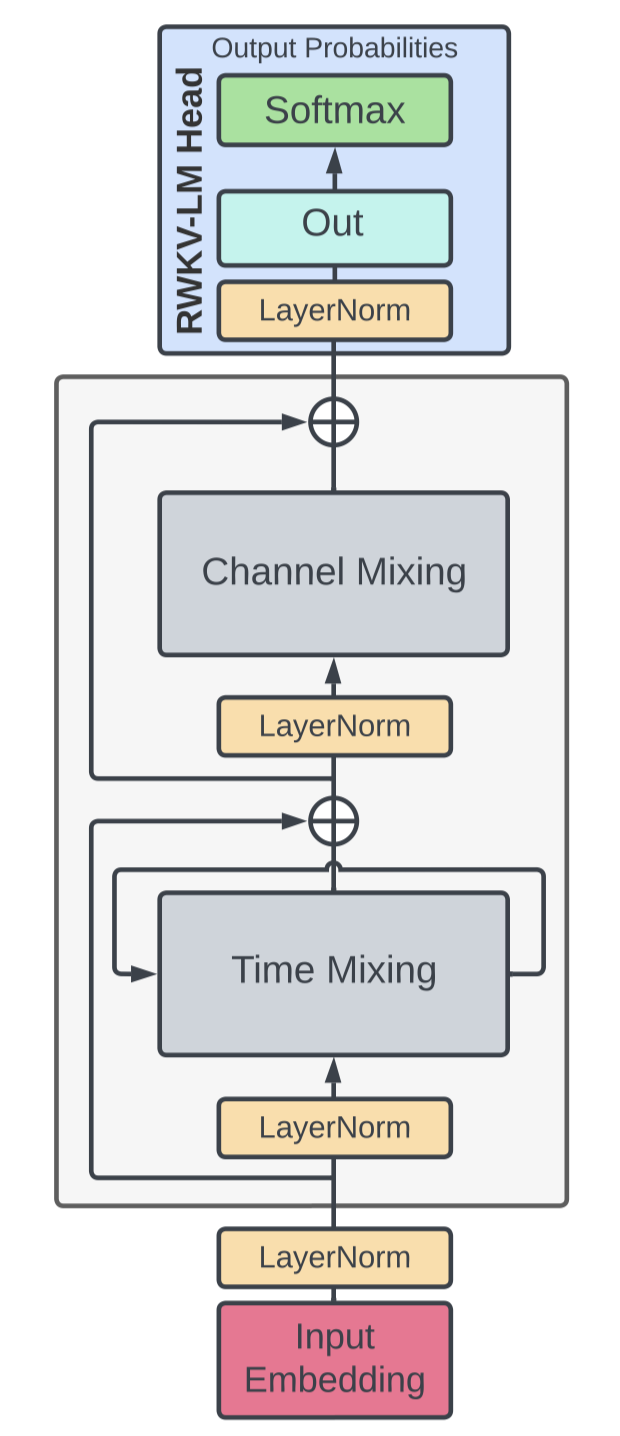 Output Probabilities
RWKV-LM Head
Softmax
Out
LayerNorm
Channel Mixing
LayerNorm
Time Mixing
LayerNorm
LayerNorm
Input
Embedding